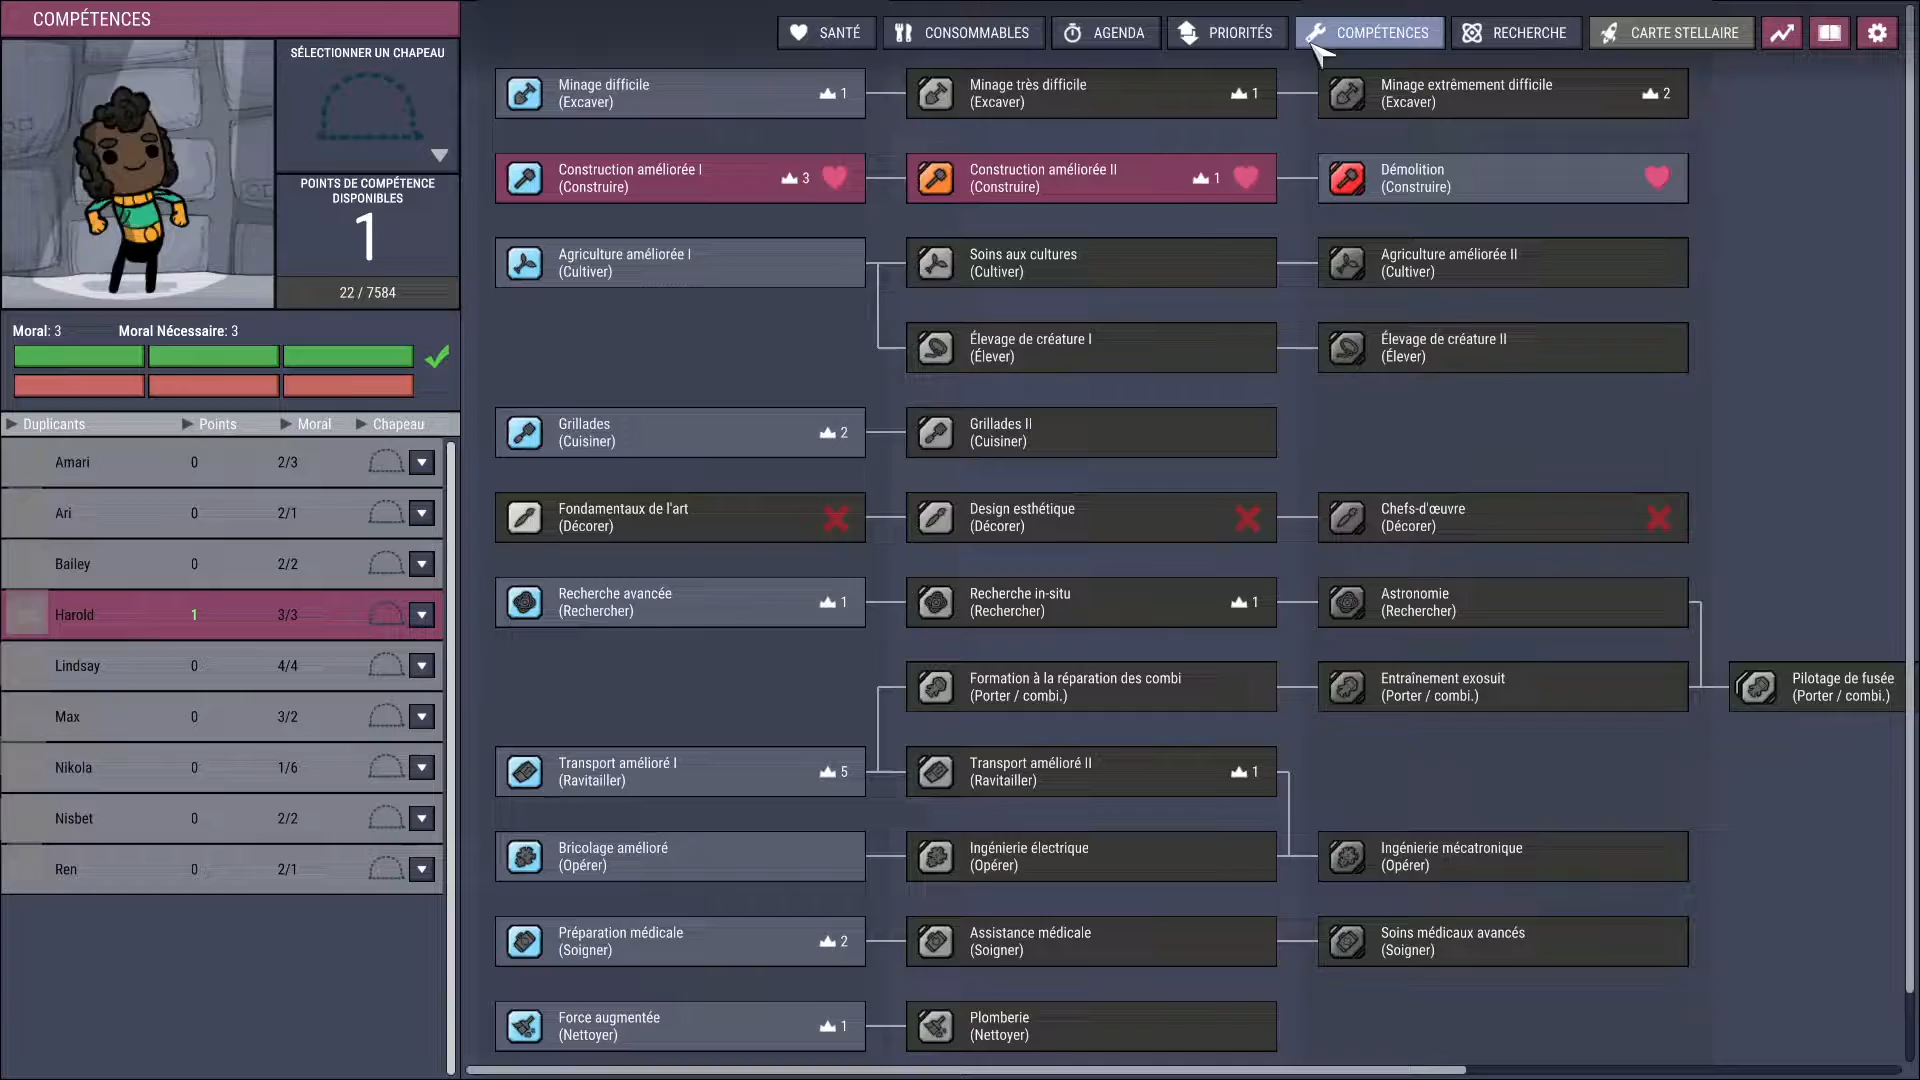 COMPÉTENCES
SANTÉ
CONSOMMABLES
AGENDA
PRIORITÉS
COMPÉTENCES
RECHERCHE
CARTE STELLAIRE
SÉLECTIONNER UN CHAPEAU
POINTS DE COMPÉTENCE
DISPONIBLES
1
22 / 7584
Moral: 3
Moral Nécessaire: 3
Duplicants Points Moral Chapeau
Amari 0 2/3
Ari 0 2/1
Bailey 0 2/2
Harold 1 3/3
Lindsay 0 4/4
Max 0 3/2
Nikola 0 1/6
Nisbet 0 2/2
Ren 0 2/1
Minage difficile
(Excaver)
1
Minage très difficile
(Excaver)
1
Minage extrêmement difficile
(Excaver)
2
Construction améliorée I
(Construire)
3
Construction améliorée II
(Construire)
1
Démolition
(Construire)
Agriculture améliorée I
(Cultiver)
Soins aux cultures
(Cultiver)
Agriculture améliorée II
(Cultiver)
Élevage de créature I
(Élever)
Élevage de créature II
(Élever)
Grillades
(Cuisiner)
2
Grillades II
(Cuisiner)
Fondamentaux de l'art
(Décorer)
Design esthétique
(Décorer)
Chefs-d'œuvre
(Décorer)
Recherche avancée
(Rechercher)
1
Recherche in-situ
(Rechercher)
1
Astronomie
(Rechercher)
Formation à la réparation des combi
(Porter / combi.)
Entraînement exosuit
(Porter / combi.)
Pilotage de fusée
(Porter / combi.)
Transport amélioré I
(Ravitailler)
5
Transport amélioré II
(Ravitailler)
1
Bricolage amélioré
(Opérer)
Ingénierie électrique
(Opérer)
Ingénierie mécatronique
(Opérer)
Préparation médicale
(Soigner)
2
Assistance médicale
(Soigner)
Soins médicaux avancés
(Soigner)
Force augmentée
(Nettoyer)
1
Plomberie
(Nettoyer)